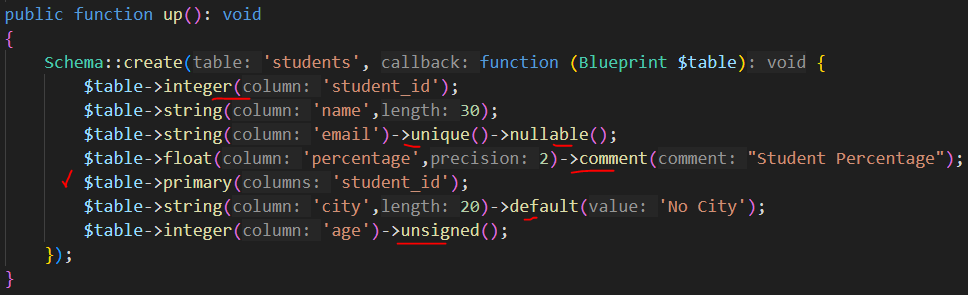 public function up(): void
{
Schema::create(table: 'students', callback: function (Blueprint $table): void {
$table->integer(column: 'student_id');
$table->string(column: 'name',length: 30);
$table->string(column: 'email')->unique()->nullable();
$table->float(column: 'percentage',precision: 2)->comment(comment: "Student Percentage");
$table->primary(columns: 'student_id');
$table->string(column: 'city',length: 20)->default(value: 'No City');
$table->integer(column: 'age')->unsigned();
});
}